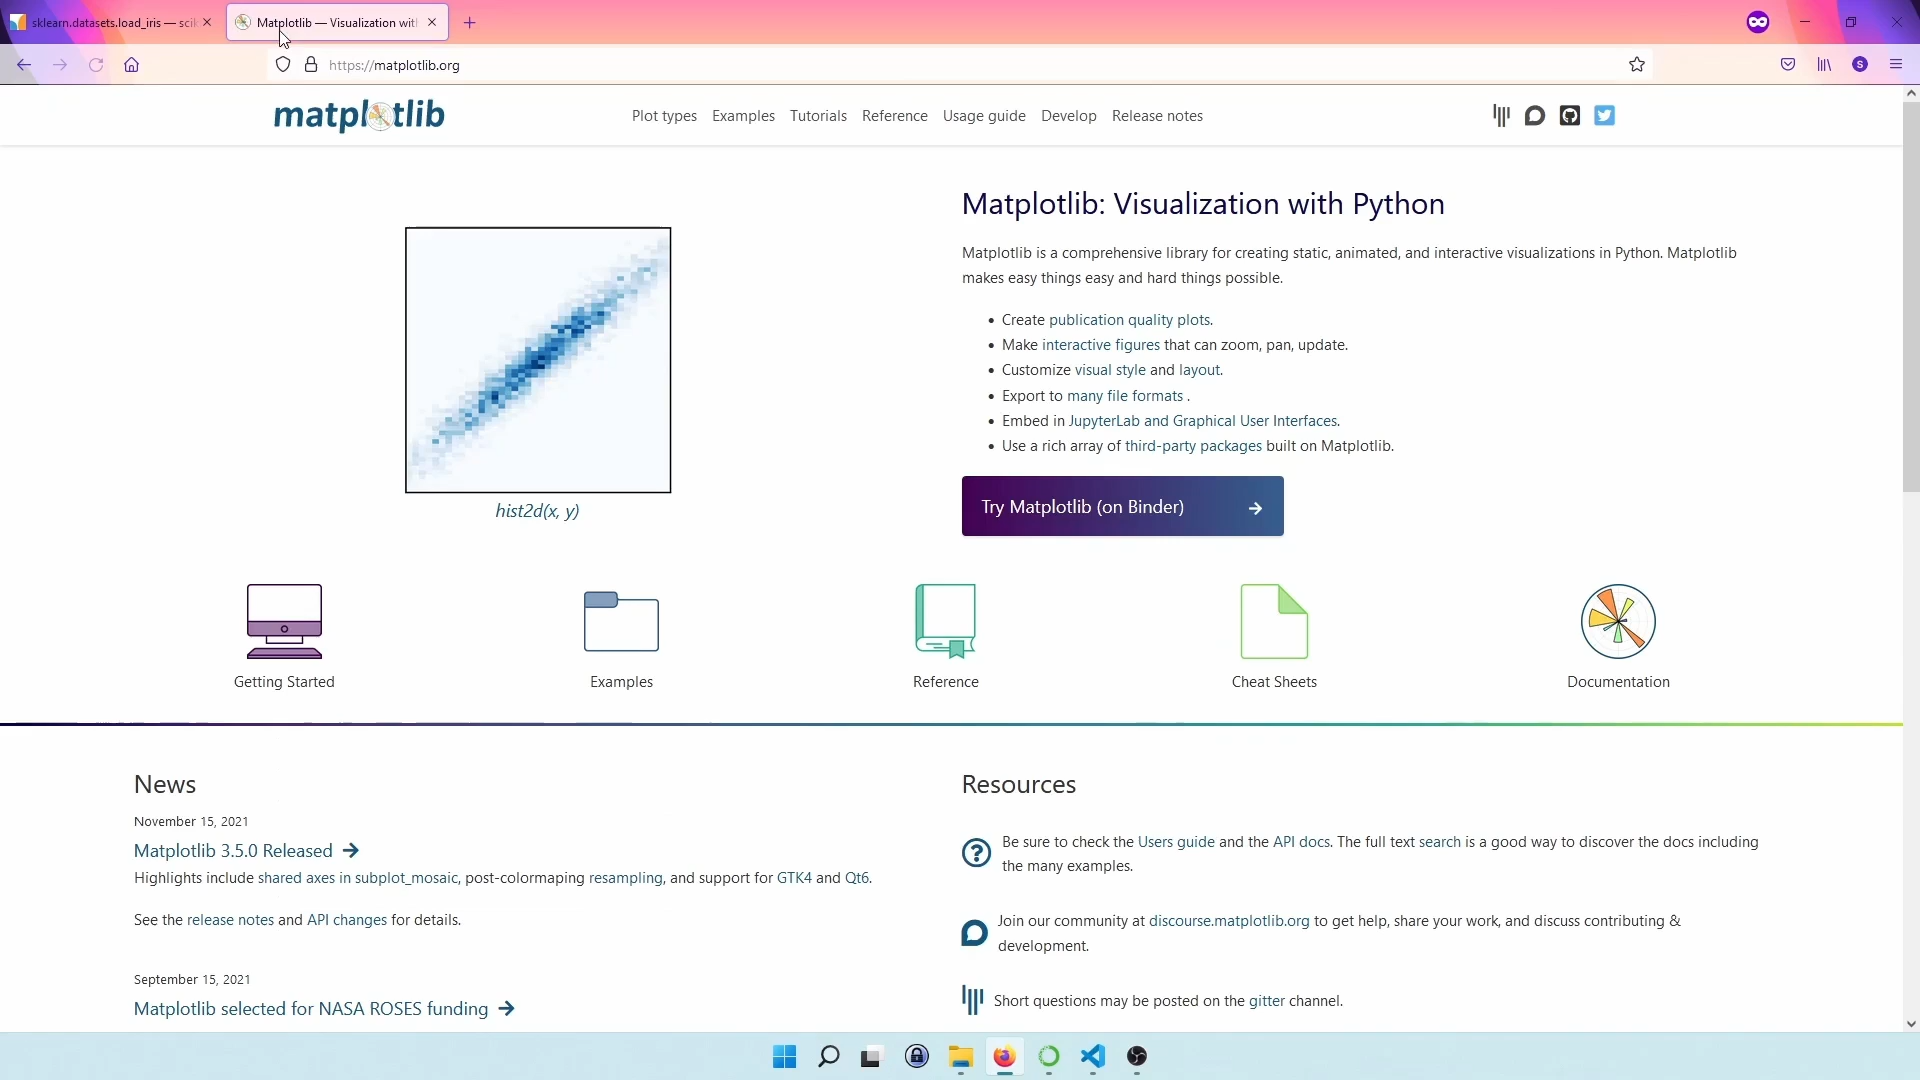 sklearn.datasets.load_iris — scik
Matplotlib — Visualization with
https://matplotlib.org
S
matplotlib
Plot types Examples Tutorials Reference Usage guide Develop Release notes
Matplotlib: Visualization with Python
Matplotlib is a comprehensive library for creating static, animated, and interactive visualizations in Python. Matplotlib
makes easy things easy and hard things possible.
• Create publication quality plots.
• Make interactive figures that can zoom, pan, update.
• Customize visual style and layout.
• Export to many file formats .
• Embed in JupyterLab and Graphical User Interfaces.
• Use a rich array of third-party packages built on Matplotlib.
hist2d(x, y)
Try Matplotlib (on Binder)
Getting Started Examples Reference Cheat Sheets Documentation
News
November 15, 2021
Matplotlib 3.5.0 Released
Highlights include shared axes in subplot_mosaic, post-colormaping resampling, and support for GTK4 and Qt6.
See the release notes and API changes for details.
September 15, 2021
Matplotlib selected for NASA ROSES funding
Resources
Be sure to check the Users guide and the API docs. The full text search is a good way to discover the docs including
the many examples.
Join our community at discourse.matplotlib.org to get help, share your work, and discuss contributing &
development.
Short questions may be posted on the gitter channel.